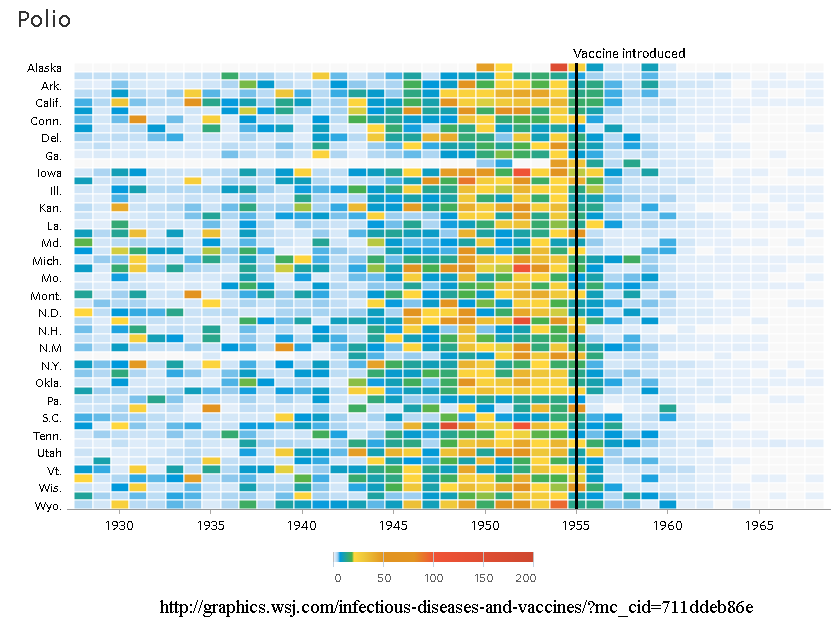 Polio
Vaccine introduced
Alaska
Ark.
Calif.
Conn.
Del.
Ga.
Iowa
Ill.
Kan.
La.
Md.
Mich.
Mo.
Mont.
N.D.
N.H.
N.M
N.Y.
Okla.
Pa.
S.C.
Tenn.
Utah
Vt.
Wis.
Wyo.
1930 1935 1940 1945 1950 1955 1960 1965
0 50 100 150 200
http://graphics.wsj.com/infectious-diseases-and-vaccines/?mc_cid=711ddeb86e